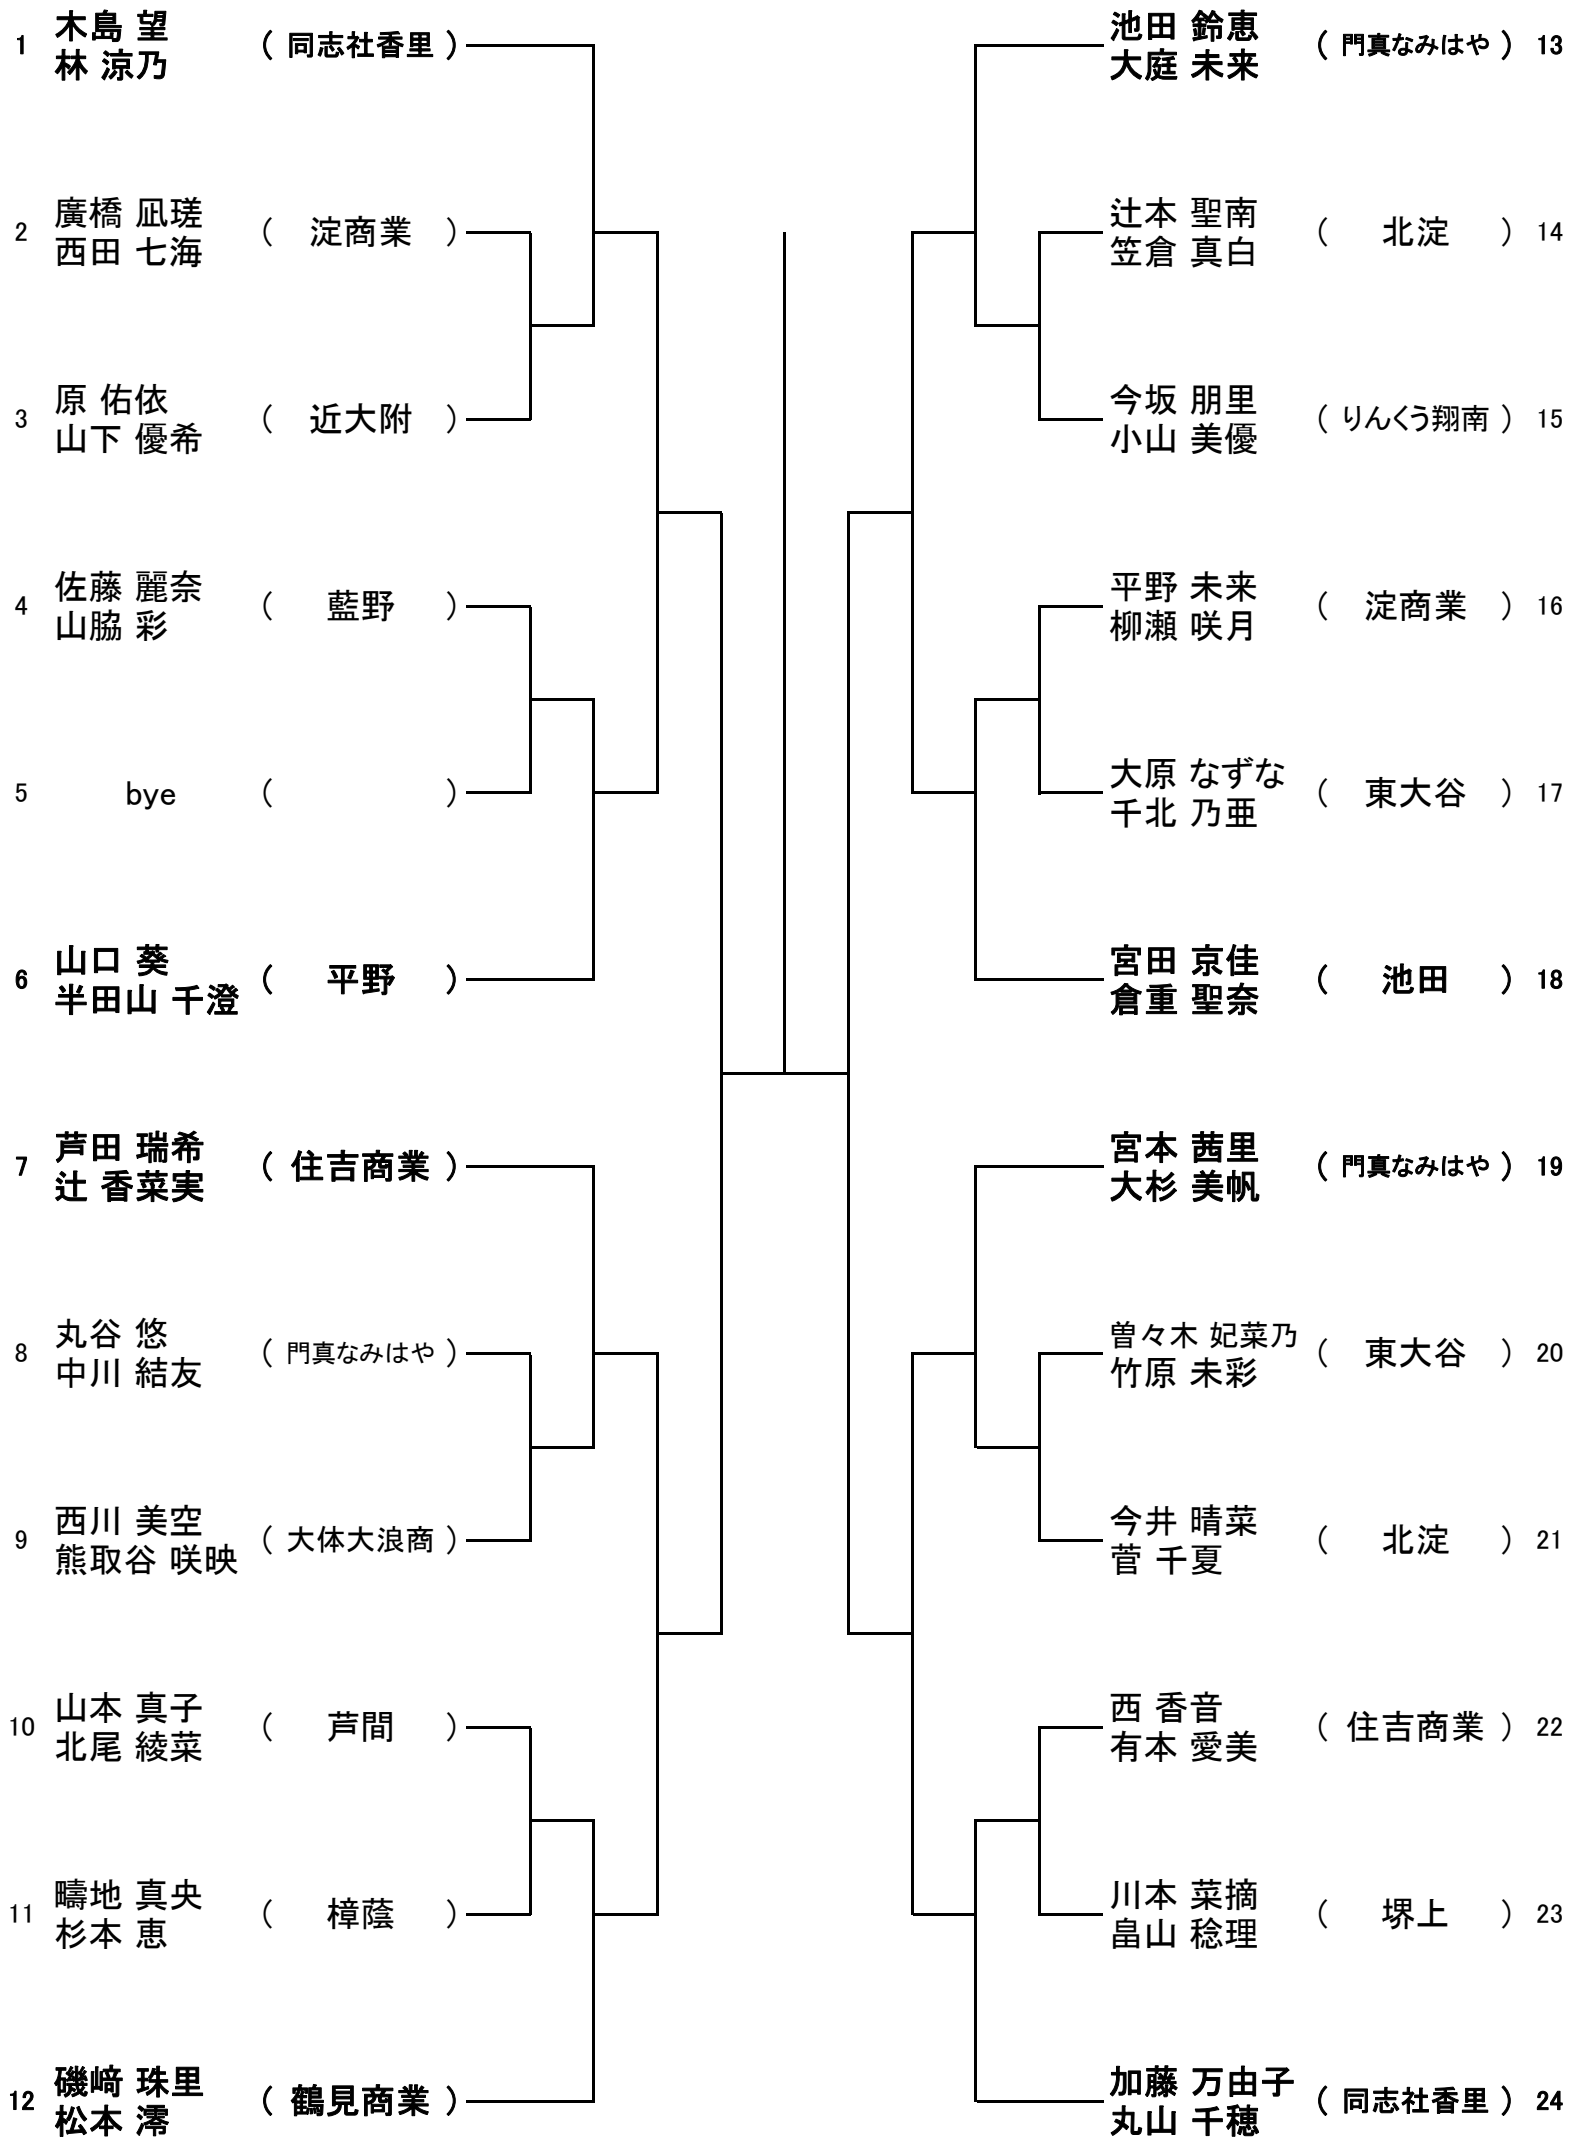 木島 望
1 ( 同志社香里 )
林 涼乃
廣橋 凪瑳
2 ( 淀商業 )
西田 七海
原 佑依
3 ( 近大附 )
山下 優希
佐藤 麗奈
4 ( 藍野 )
山脇 彩
5 bye ( )
山口 葵
6 ( 平野 )
半田山 千澄
芦田 瑞希
7 ( 住吉商業 )
辻 香菜実
丸谷 悠
8 ( 門真なみはや )
中川 結友
西川 美空
9 ( 大体大浪商 )
熊取谷 咲映
山本 真子
10 ( 芦間 )
北尾 綾菜
疇地 真央
11 ( 樟蔭 )
杉本 恵
磯﨑 珠里
12 ( 鶴見商業 )
松本 澪
池田 鈴恵
( 門真なみはや ) 13
大庭 未来
辻本 聖南
( 北淀 ) 14
笠倉 真白
今坂 朋里
( りんくう翔南 ) 15
小山 美優
平野 未来
( 淀商業 ) 16
柳瀬 咲月
大原 なずな
( 東大谷 ) 17
千北 乃亜
宮田 京佳
( 池田 ) 18
倉重 聖奈
宮本 茜里
( 門真なみはや ) 19
大杉 美帆
曽々木 妃菜乃
( 東大谷 ) 20
竹原 未彩
今井 晴菜
( 北淀 ) 21
菅 千夏
西 香音
( 住吉商業 ) 22
有本 愛美
川本 菜摘
( 堺上 ) 23
畠山 稔理
加藤 万由子
( 同志社香里 ) 24
丸山 千穂